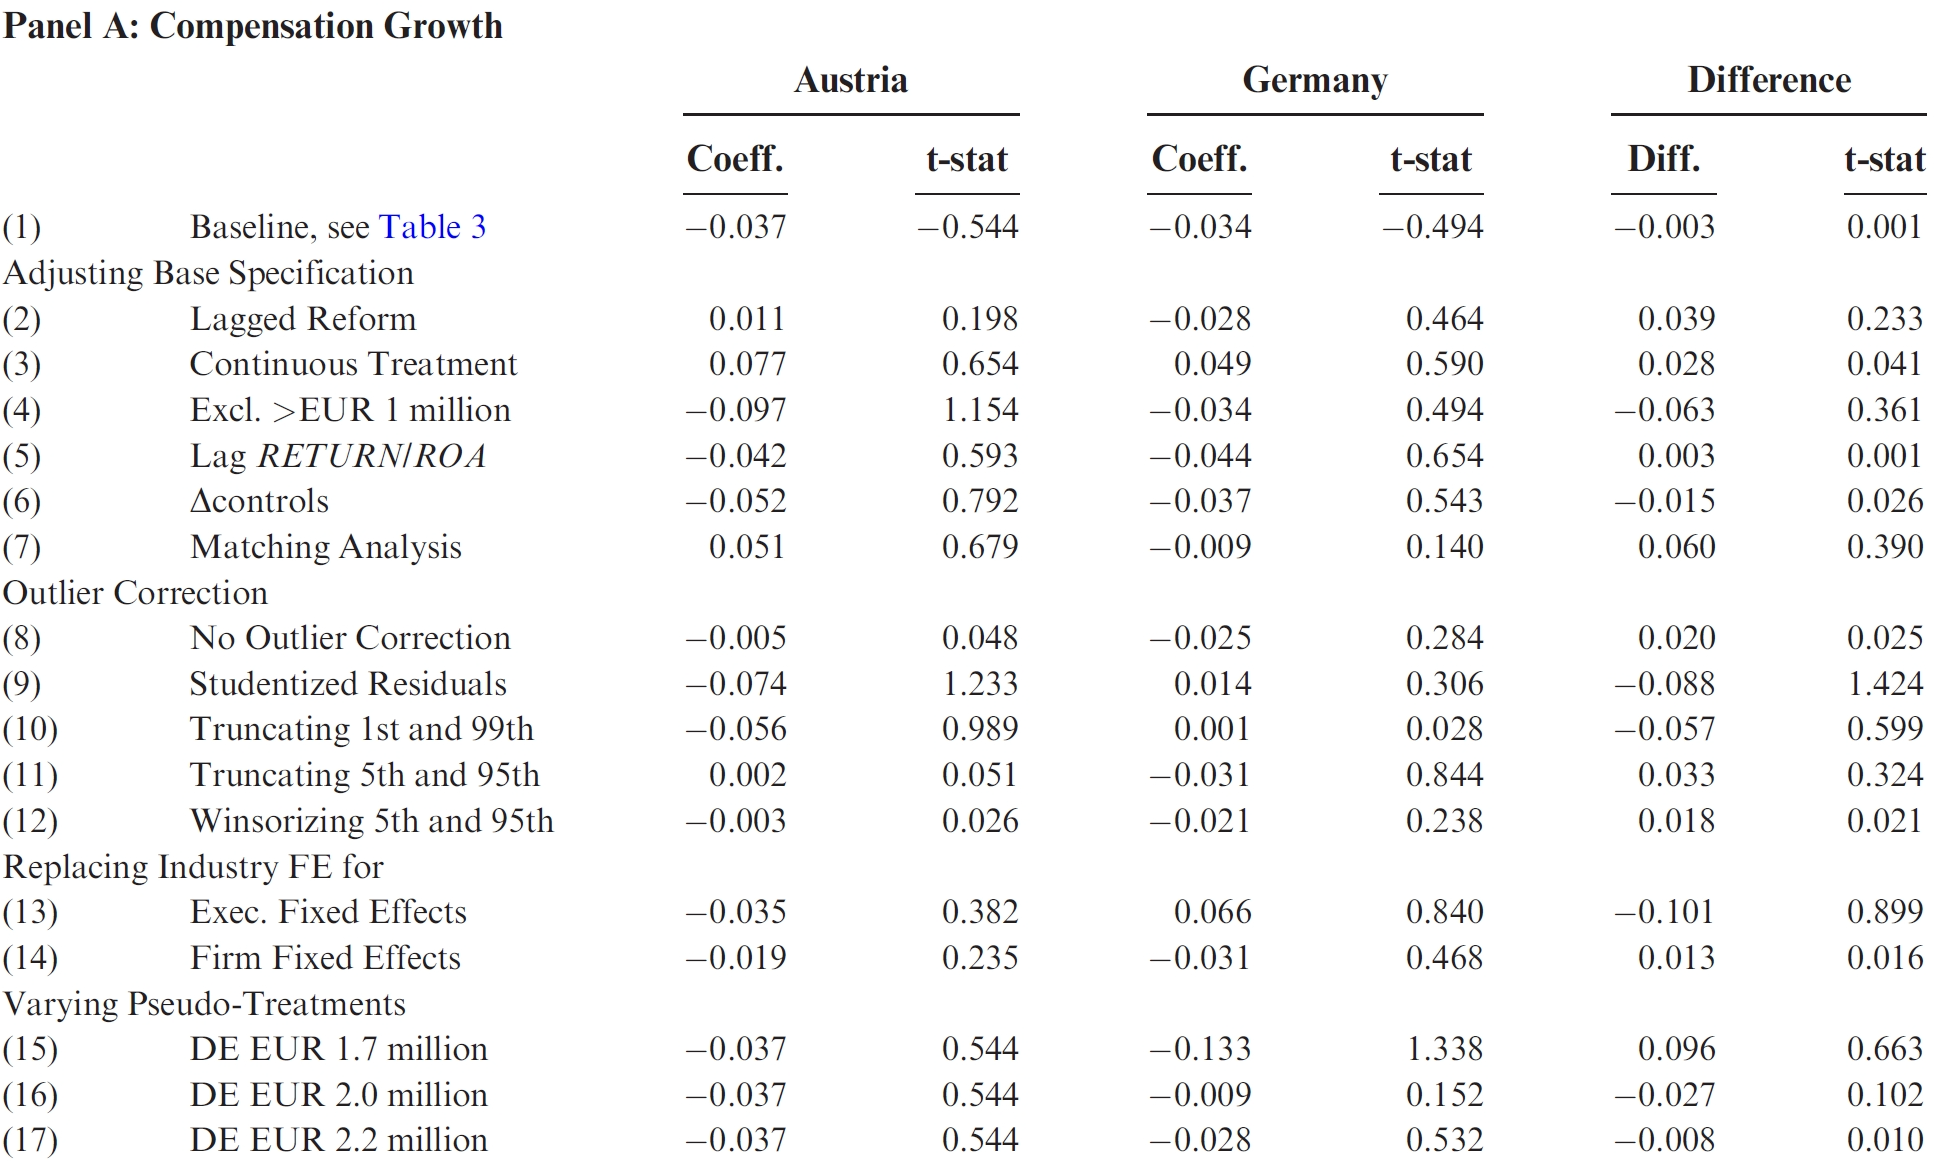 Panel A: Compensation Growth
Austria Germany Difference
Coeff. t-stat Coeff. t-stat Diff. t-stat
(1) Baseline, see Table 3 −0.037 −0.544 −0.034 −0.494 −0.003 0.001
Adjusting Base Specification
(2) Lagged Reform 0.011 0.198 −0.028 0.464 0.039 0.233
(3) Continuous Treatment 0.077 0.654 0.049 0.590 0.028 0.041
(4) Excl. >EUR 1 million −0.097 1.154 −0.034 0.494 −0.063 0.361
(5) Lag RETURN/ROA −0.042 0.593 −0.044 0.654 0.003 0.001
(6) Δcontrols −0.052 0.792 −0.037 0.543 −0.015 0.026
(7) Matching Analysis 0.051 0.679 −0.009 0.140 0.060 0.390
Outlier Correction
(8) No Outlier Correction −0.005 0.048 −0.025 0.284 0.020 0.025
(9) Studentized Residuals −0.074 1.233 0.014 0.306 −0.088 1.424
(10) Truncating 1st and 99th −0.056 0.989 0.001 0.028 −0.057 0.599
(11) Truncating 5th and 95th 0.002 0.051 −0.031 0.844 0.033 0.324
(12) Winsorizing 5th and 95th −0.003 0.026 −0.021 0.238 0.018 0.021
Replacing Industry FE for
(13) Exec. Fixed Effects −0.035 0.382 0.066 0.840 −0.101 0.899
(14) Firm Fixed Effects −0.019 0.235 −0.031 0.468 0.013 0.016
Varying Pseudo-Treatments
(15) DE EUR 1.7 million −0.037 0.544 −0.133 1.338 0.096 0.663
(16) DE EUR 2.0 million −0.037 0.544 −0.009 0.152 −0.027 0.102
(17) DE EUR 2.2 million −0.037 0.544 −0.028 0.532 −0.008 0.010